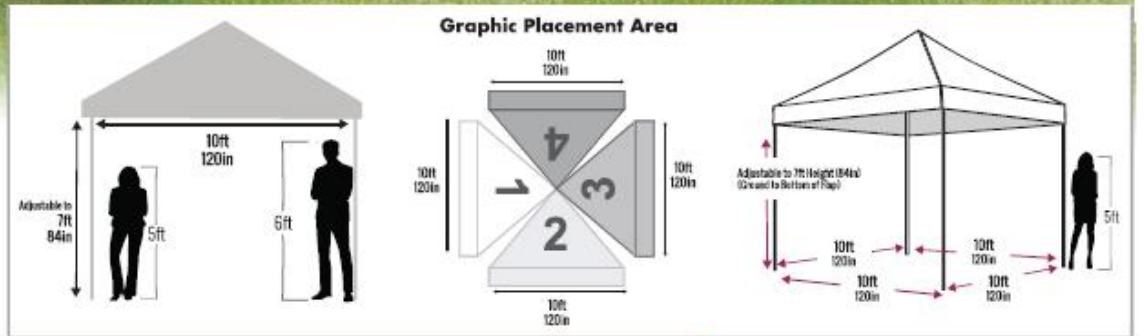 Graphic Placement Area
10ft
120in
Adjustable to
7ft
84in
5ft
6ft
10ft
120in
10ft
120in
1
2
3
4
10ft
120in
10ft
120in
Adjustable to 7ft Height (84in)
(Ground to Bottom of Flap)
5ft
10ft
120in
10ft
120in
10ft
120in
10ft
120in